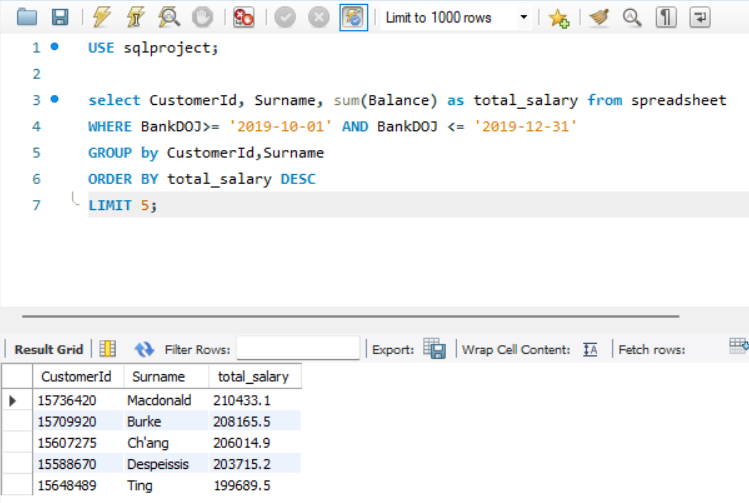 Limit to 1000 rows
1 USE sqlproject;
2
3 select CustomerId, Surname, sum(Balance) as total_salary from spreadsheet
4 WHERE BankDOJ>= '2019-10-01' AND BankDOJ <= '2019-12-31'
5 GROUP by CustomerId,Surname
6 ORDER BY total_salary DESC
7 LIMIT 5;
Result Grid Filter Rows: Export: Wrap Cell Content: Fetch rows:
CustomerId Surname total_salary
15736420 Macdonald 210433.1
15709920 Burke 208165.5
15607275 Ch'ang 206014.9
15588670 Despeissis 203715.2
15648489 Ting 199689.5